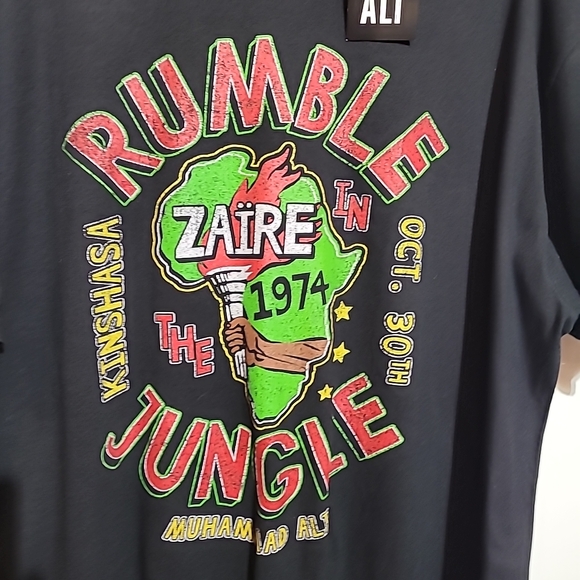 ALI
RUMBLE
IN
THE
JUNGLE
ZAÏRE
1974
KINSHASA
OCT. 30TH
MUHAMMAD ALI